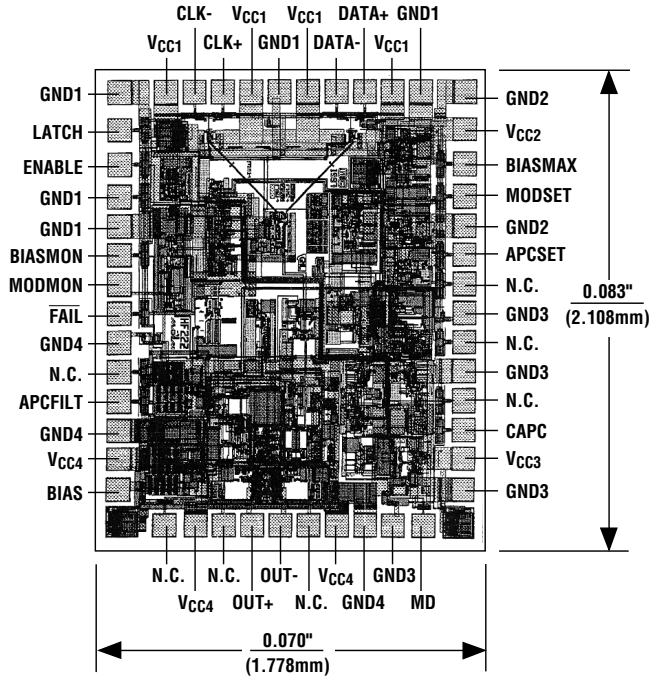 CLK- VCC1 VCC1 DATA+ GND1
VCC1 CLK+ GND1 DATA- VCC1
GND1
LATCH
ENABLE
GND1
GND1
BIASMON
MODMON
FAIL
GND4
N.C.
APCFILT
GND4
VCC4
BIAS
GND2
VCC2
BIASMAX
MODSET
GND2
APCSET
N.C.
GND3
N.C.
GND3
N.C.
CAPC
VCC3
GND3
0.083"
(2.108mm)
HF22
N.C. N.C. OUT- VCC4 GND3
VCC4 OUT+ N.C. GND4 MD
0.070"
(1.778mm)